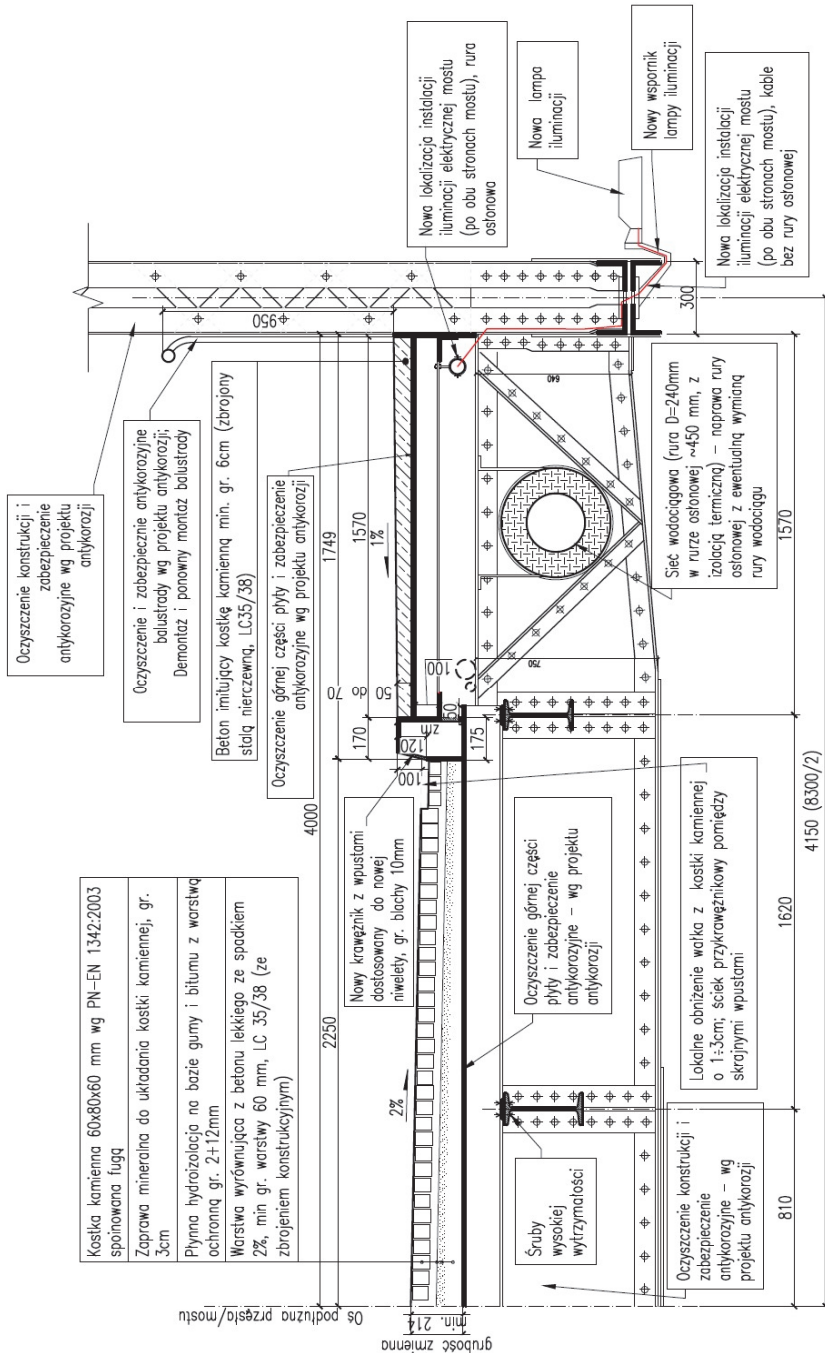 Kostka kamienna 60x80x60 mm wg PN-EN 1342:2003
spoinowana fugą
Zaprawa mineralna do układania kostki kamiennej, gr.
3cm
Płynna hydroizolacja na bazie gumy i bitumu z warstwą
ochronną gr. 2+12mm
Warstwa wyrównująca z betonu lekkiego ze spadkiem
2%, min gr. warstwy 60 mm, LC 35/38 (ze
zbrojeniem konstrukcyjnym)
Oczyszczenie konstrukcji i
zabezpieczenie
antykorozyjne wg projektu
antykorozji
Oczyszczenie i zabezpiecznie antykorozyjne
balustrady wg projektu antykorozji;
Demontaż i ponowny montaż balustrady
Beton imitujący kostkę kamienną min. gr. 6cm (zbrojony
stalą nierczewną, LC35/38)
Oczyszczenie górnej części płyty i zabezpieczenie
antykorozyjne wg projektu antykorozji
4000
2250
1749
170
1570
1%
2%
950
Nowy krawężnik z wpustami
dostosowany do nowej
niwelety, gr. blachy 10mm
50 do 70
120
zm
100
100
50
175
Nowa lokalizacja instalacji
iluminacji elektrycznej mostu
(po obu stronach mostu), rura
osłonowa
Nowa lampa
iluminacji
Nowy wspornik
lampy iluminacji
Nowa lokalizacja instalacji
iluminacji elektrycznej mostu
(po obu stronach mostu), kable
bez rury osłonowej
300
640
750
Oś podłużna przęsła/mostu
min. 214
grubość zmienna
Oczyszczenie górnej części
płyty i zabezpieczenie
antykorozyjne – wg projektu
antykorozji
Śruby
wysokiej
wytrzymałości
Oczyszczenie konstrukcji i
zabezpieczenie
antykorozyjne – wg
projektu antykorozji
Lokalne obniżenie wałka z kostki kamiennej
o 1÷3cm; ściek przykrawężnikowy pomiędzy
skrajnymi wpustami
Sieć wodociągowa (rura D=240mm
w rurze osłonowej ~450 mm, z
izolacją termiczną) – naprawa rury
osłonowej z ewentualną wymianą
rury wodociągu
810
1620
1570
4150 (8300/2)